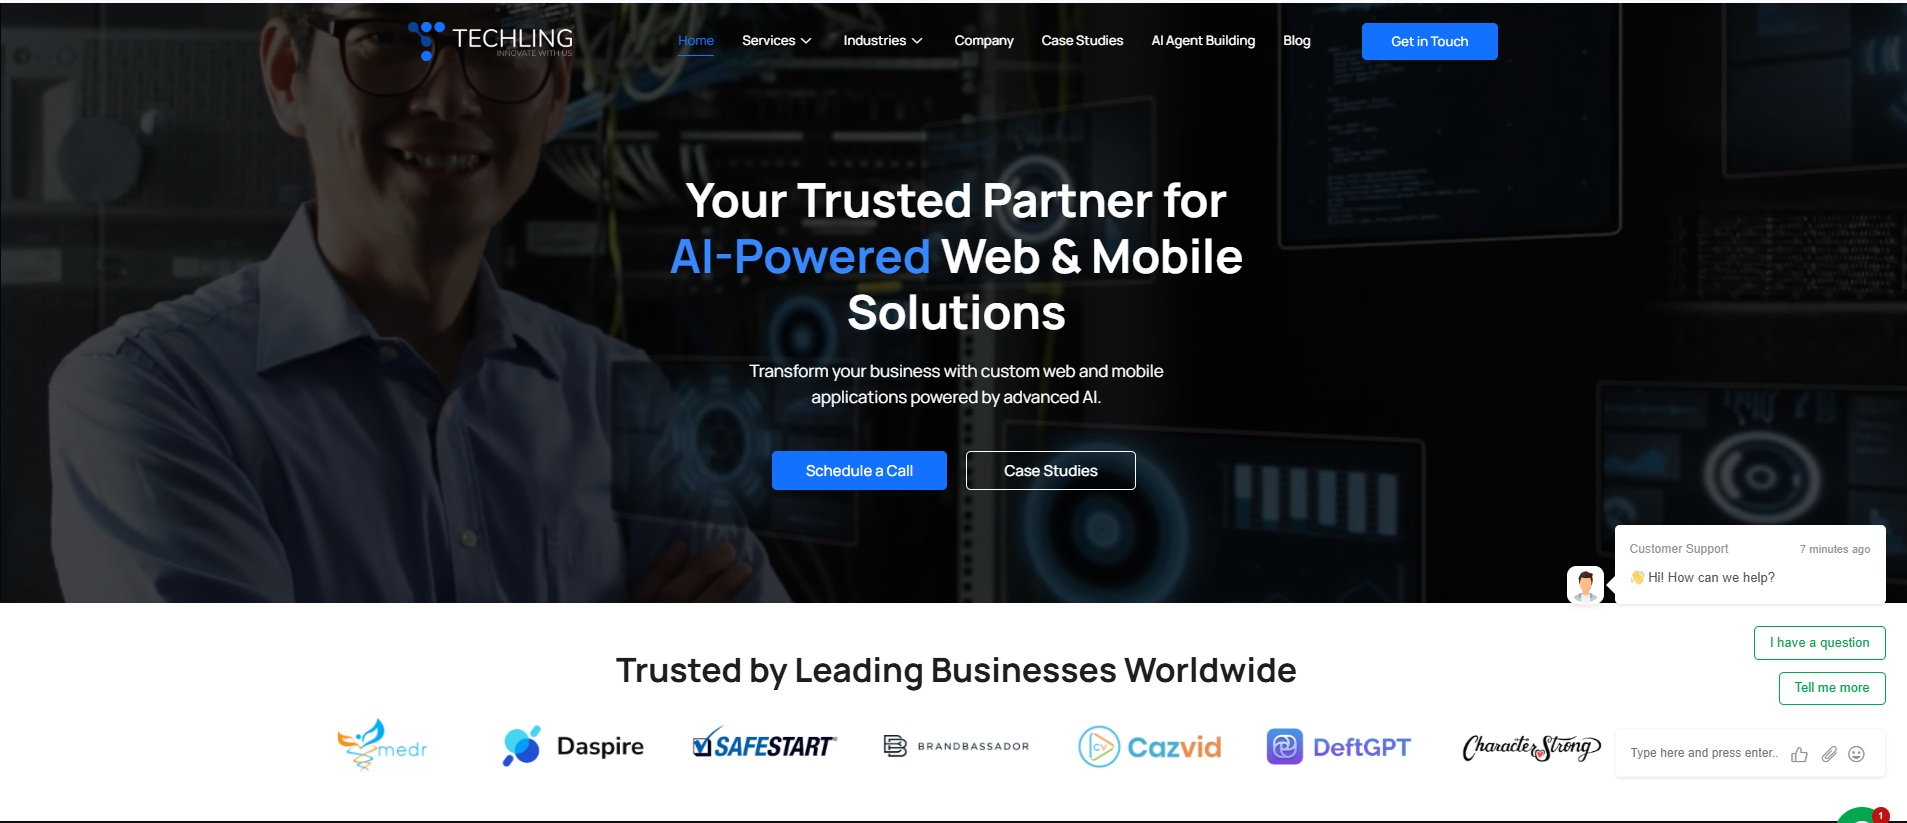 TECHLING
INNOVATE WITH US
Home
Services
Industries
Company
Case Studies
AI Agent Building
Blog
Get in Touch
Your Trusted Partner for
AI-Powered Web & Mobile
Solutions
Transform your business with custom web and mobile
applications powered by advanced AI.
Schedule a Call
Case Studies
Customer Support
7 minutes ago
👋 Hi! How can we help?
I have a question
Tell me more
Trusted by Leading Businesses Worldwide
medr
Daspire
SAFESTART®
BRANDBASSADOR
CV Cazvid
DeftGPT
Character Strong
Type here and press enter..
1